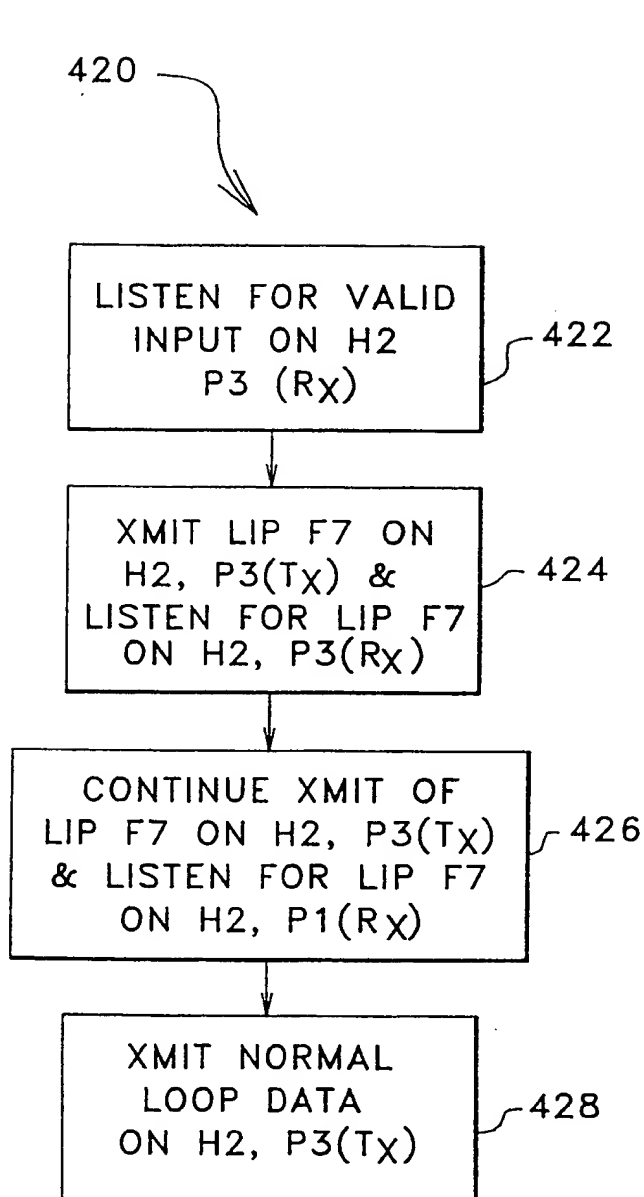 420
LISTEN FOR VALID
INPUT ON H2
P3 (RX)
422
XMIT LIP F7 ON
H2, P3(TX) &
LISTEN FOR LIP F7
ON H2, P3(RX)
424
CONTINUE XMIT OF
LIP F7 ON H2, P3(TX)
& LISTEN FOR LIP F7
ON H2, P1(RX)
426
XMIT NORMAL
LOOP DATA
ON H2, P3(TX)
428